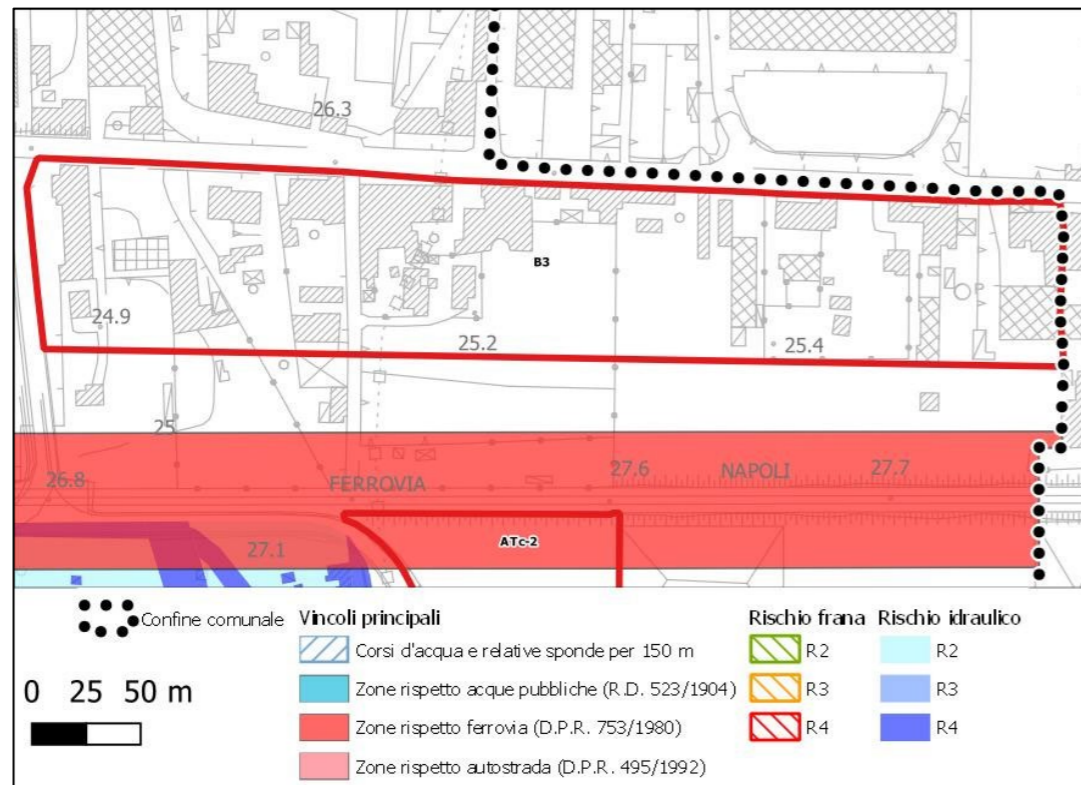 26.3
B3
24.9
25.2
25.4
25
26.8
FERROVIA
27.6
NAPOLI
27.7
27.1
ATc-2
Confine comunale
0 25 50 m
Vincoli principali
Corsi d'acqua e relative sponde per 150 m
Zone rispetto acque pubbliche (R.D. 523/1904)
Zone rispetto ferrovia (D.P.R. 753/1980)
Zone rispetto autostrada (D.P.R. 495/1992)
Rischio frana
R2
R3
R4
Rischio idraulico
R2
R3
R4